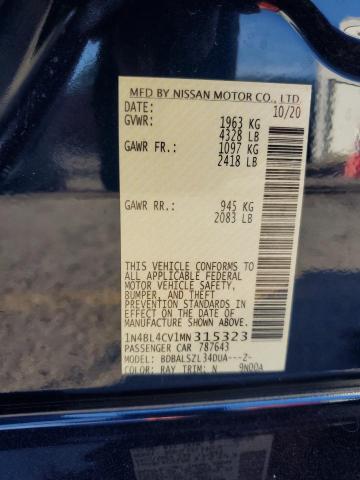 MFD BY NISSAN MOTOR CO., LTD
DATE: 10/20
GVWR: 1963 KG
4328 LB
GAWR FR.: 1097 KG
2418 LB
GAWR RR.: 945 KG
2083 LB
THIS VEHICLE CONFORMS TO
ALL APPLICABLE FEDERAL
MOTOR VEHICLE SAFETY,
BUMPER, AND THEFT
PREVENTION STANDARDS IN
EFFECT ON THE DATE OF
MANUFACTURE SHOWN ABOVE.
1N4BL4CV1MN315323
PASSENGER CAR 787643
MODEL: BDBALSZL34DUA---2-
COLOR: RAY TRIM: N 9N00A